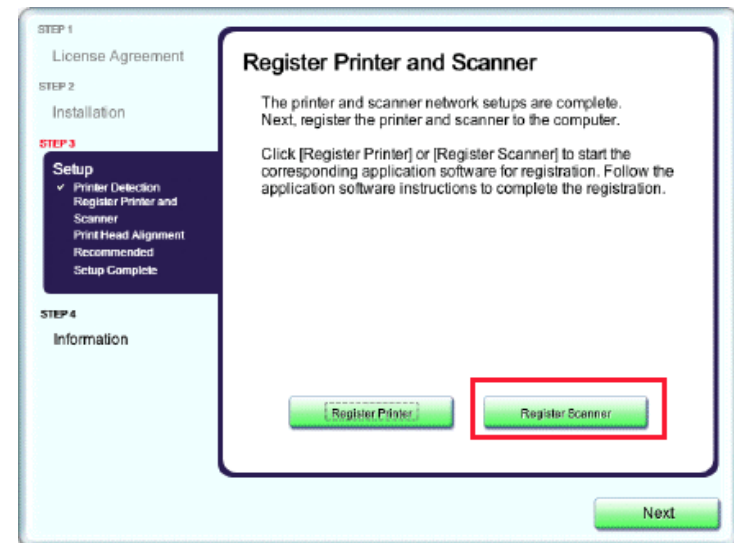 STEP 1
License Agreement
STEP 2
Installation
STEP 3
Setup
✓ Printer Detection
Register Printer and
Scanner
Print Head Alignment
Recommended
Setup Complete
STEP 4
Information
Register Printer and Scanner
The printer and scanner network setups are complete.
Next, register the printer and scanner to the computer.
Click [Register Printer] or [Register Scanner] to start the
corresponding application software for registration. Follow the
application software instructions to complete the registration.
Register Printer
Register Scanner
Next